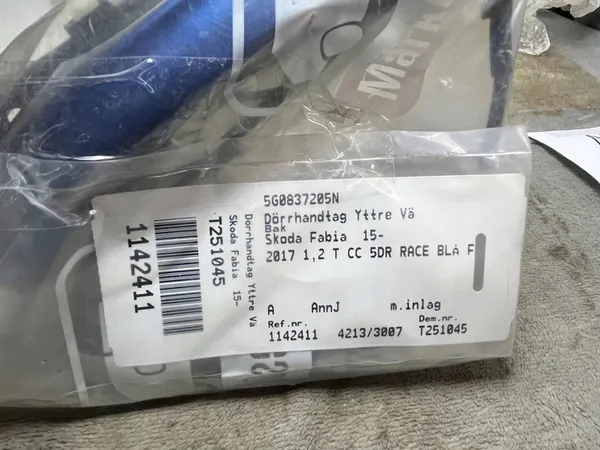 Mark
5G0837205N
Dörrhandtag Yttre Vä
Bak
Skoda Fabia 15-
2017 1,2 T CC 5DR RACE BLÅ F
A AnnJ m.inlag
Ref.nr. Dem.nr.
1142411 4213/3007 T251045
Dörrhandtag Yttre Vä
Skoda Fabia 15-
T251045
1142411